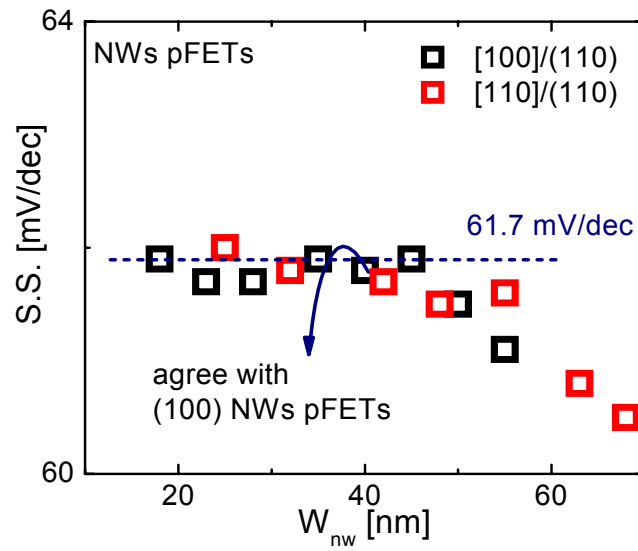 64
NWs pFETs
[100]/(110)
[110]/(110)
S.S. [mV/dec]
61.7 mV/dec
agree with
(100) NWs pFETs
60
20 40 60
W_nw [nm]